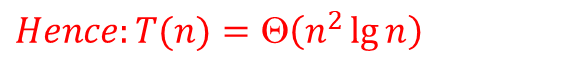 Hence: T(n) = Θ(n² lg n)